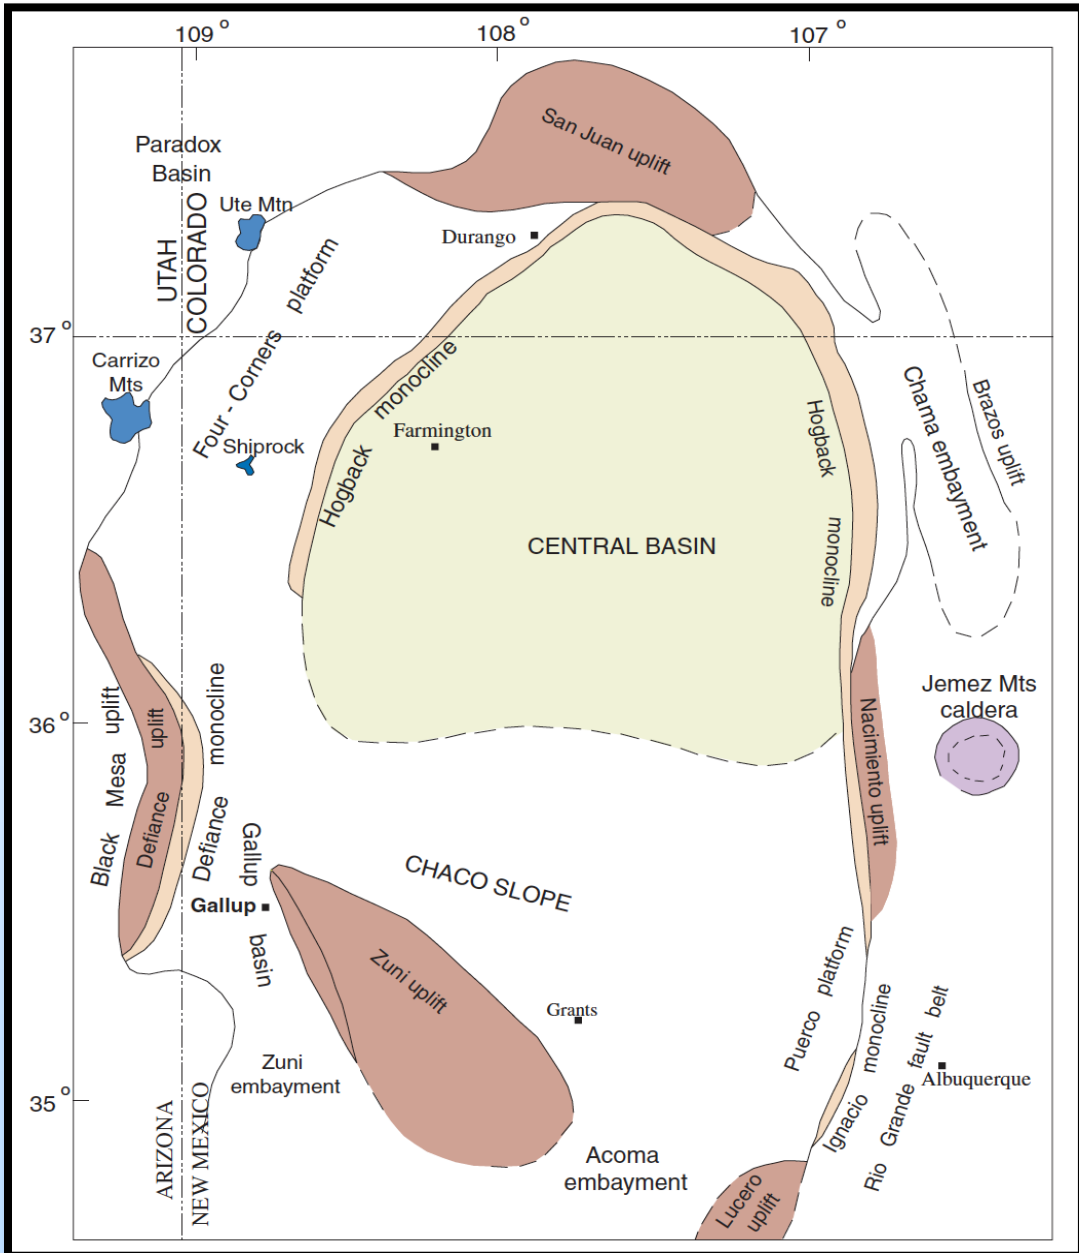 109 o
108 o
107 o
San Juan uplift
Paradox
Basin
Ute Mtn
UTAH
COLORADO
Durango
Four - Corners platform
37 o
Carrizo
Mts
Hogback monocline
Farmington
Shiprock
Hogback monocline
Chama embayment
Brazos uplift
CENTRAL BASIN
Black Mesa uplift
Defiance uplift
Defiance monocline
36 o
Nacimiento uplift
Jemez Mts
caldera
Gallup basin
Gallup
CHACO SLOPE
Zuni uplift
Grants
Puerco platform
Ignacio monocline
Rio Grande fault belt
Albuquerque
Zuni
embayment
35 o
ARIZONA
NEW MEXICO
Acoma
embayment
Lucero
uplift